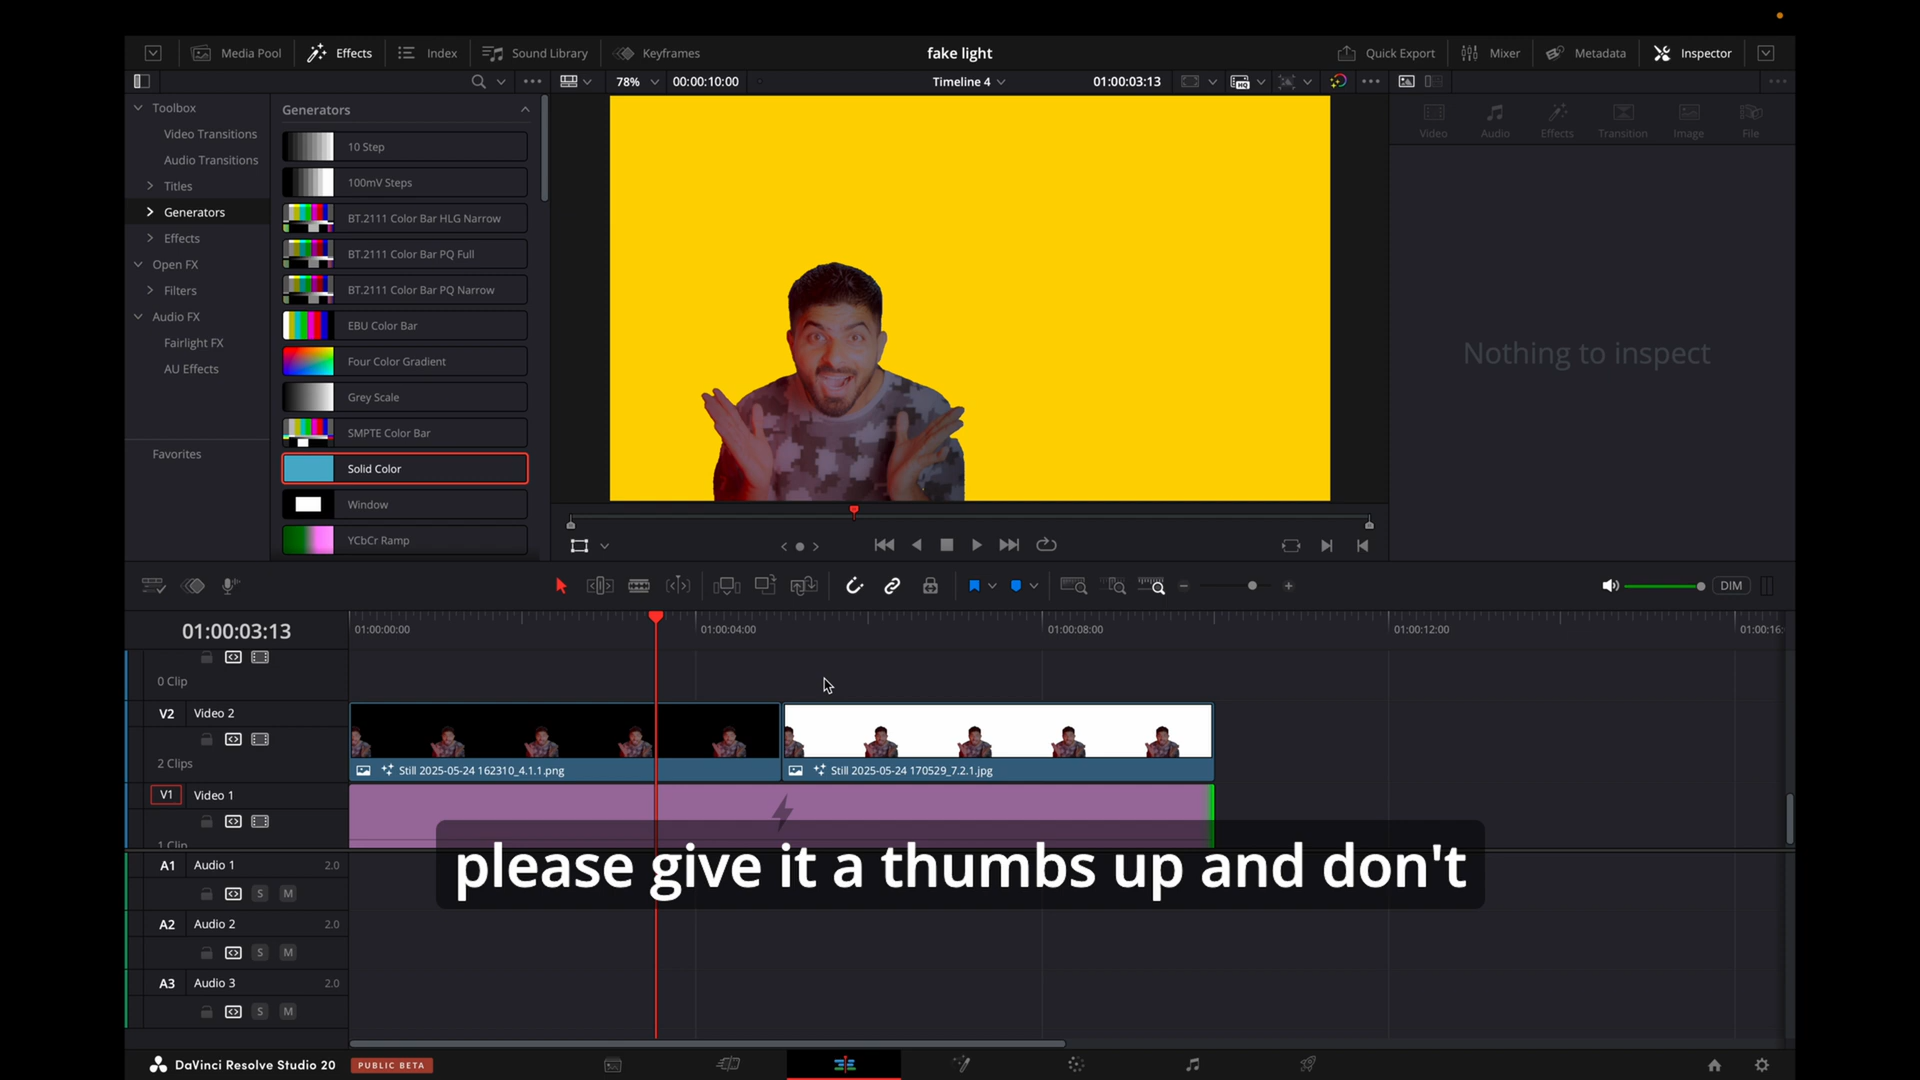 Media Pool
Effects
Index
Sound Library
Keyframes
fake light
Quick Export
Mixer
Metadata
Inspector
78%
00:00:10:00
Timeline 4
01:00:03:13
Toolbox
Video Transitions
Audio Transitions
Titles
Generators
Effects
Open FX
Filters
Audio FX
Fairlight FX
AU Effects
Favorites
Generators
10 Step
100mV Steps
BT.2111 Color Bar HLG Narrow
BT.2111 Color Bar PQ Full
BT.2111 Color Bar PQ Narrow
EBU Color Bar
Four Color Gradient
Grey Scale
SMPTE Color Bar
Solid Color
Window
YCbCr Ramp
Video
Audio
Effects
Transition
Image
File
Nothing to inspect
DIM
01:00:03:13
01:00:00:00
01:00:04:00
01:00:08:00
01:00:12:00
01:00:16:
0 Clip
V2 Video 2
2 Clips
Still 2025-05-24 162310_4.1.1.png
Still 2025-05-24 170529_7.2.1.jpg
V1 Video 1
1 Clip
please give it a thumbs up and don't
A1 Audio 1 2.0
S M
A2 Audio 2 2.0
S M
A3 Audio 3 2.0
S M
DaVinci Resolve Studio 20
PUBLIC BETA